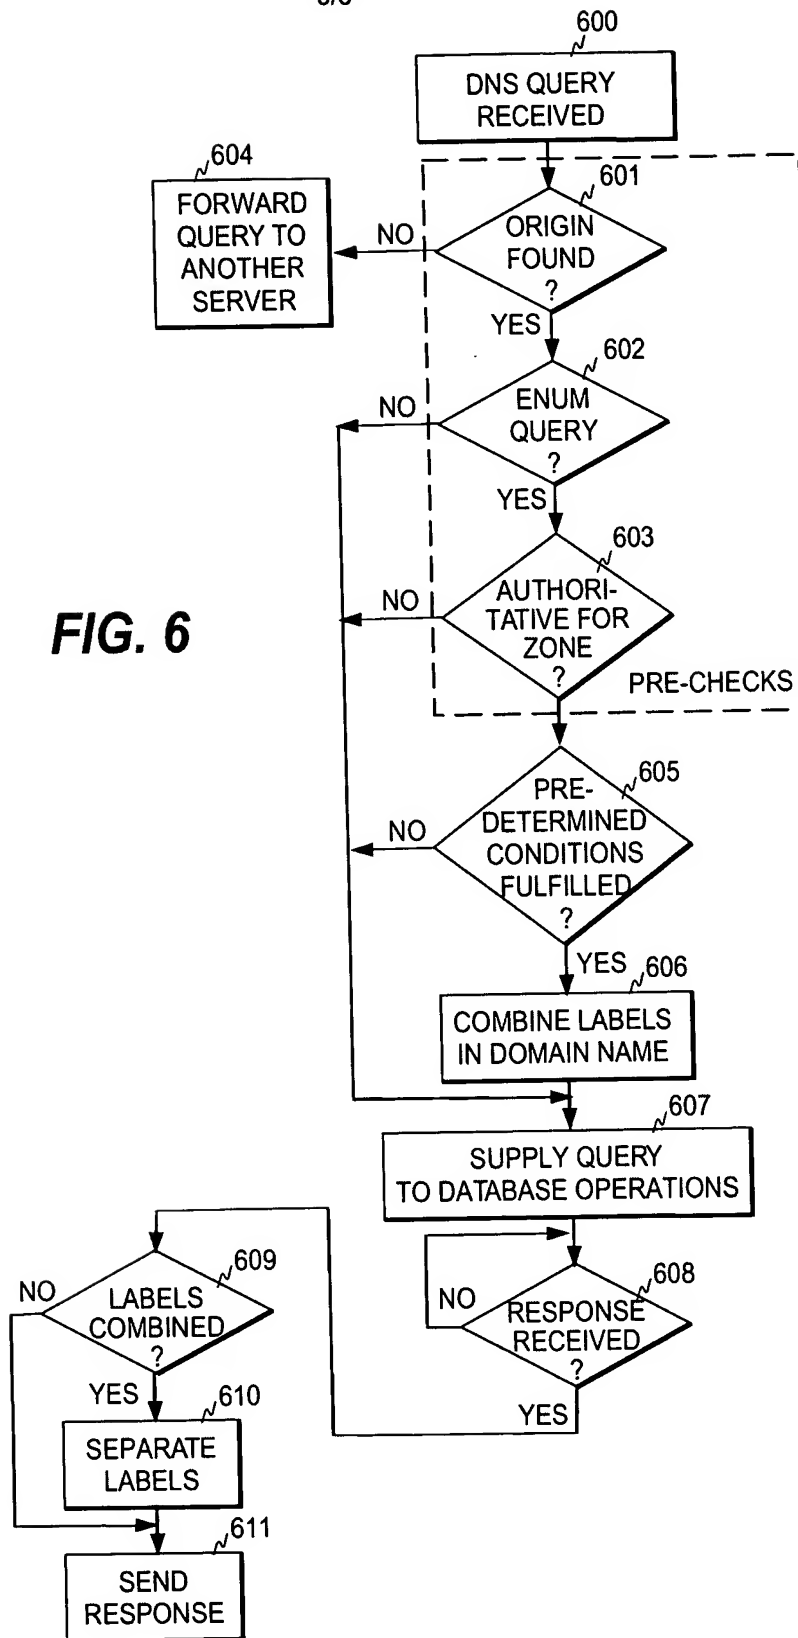 600
DNS QUERY
RECEIVED
604
FORWARD
QUERY TO
ANOTHER
SERVER
NO
601
ORIGIN
FOUND
?
YES
602
NO
ENUM
QUERY
?
YES
603
NO
AUTHORI-
TATIVE FOR
ZONE
?
PRE-CHECKS
FIG. 6
605
NO
PRE-
DETERMINED
CONDITIONS
FULFILLED
?
YES
606
COMBINE LABELS
IN DOMAIN NAME
607
SUPPLY QUERY
TO DATABASE OPERATIONS
608
NO
RESPONSE
RECEIVED
?
YES
609
NO
LABELS
COMBINED
?
YES
610
SEPARATE
LABELS
611
SEND
RESPONSE